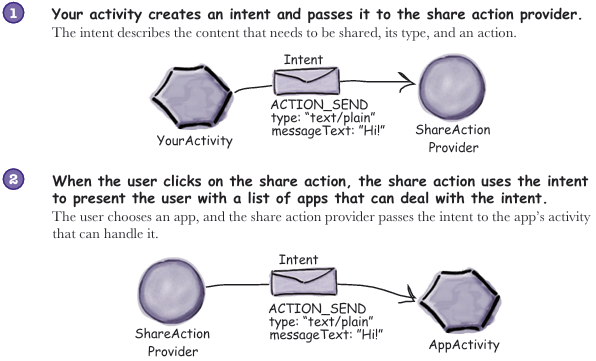 1 Your activity creates an intent and passes it to the share action provider.
The intent describes the content that needs to be shared, its type, and an action.
Intent
ACTION_SEND
type: "text/plain"
messageText: "Hi!"
YourActivity
ShareAction
Provider
2 When the user clicks on the share action, the share action uses the intent
to present the user with a list of apps that can deal with the intent.
The user chooses an app, and the share action provider passes the intent to the app's activity
that can handle it.
Intent
ACTION_SEND
type: "text/plain"
messageText: "Hi!"
ShareAction
Provider
AppActivity